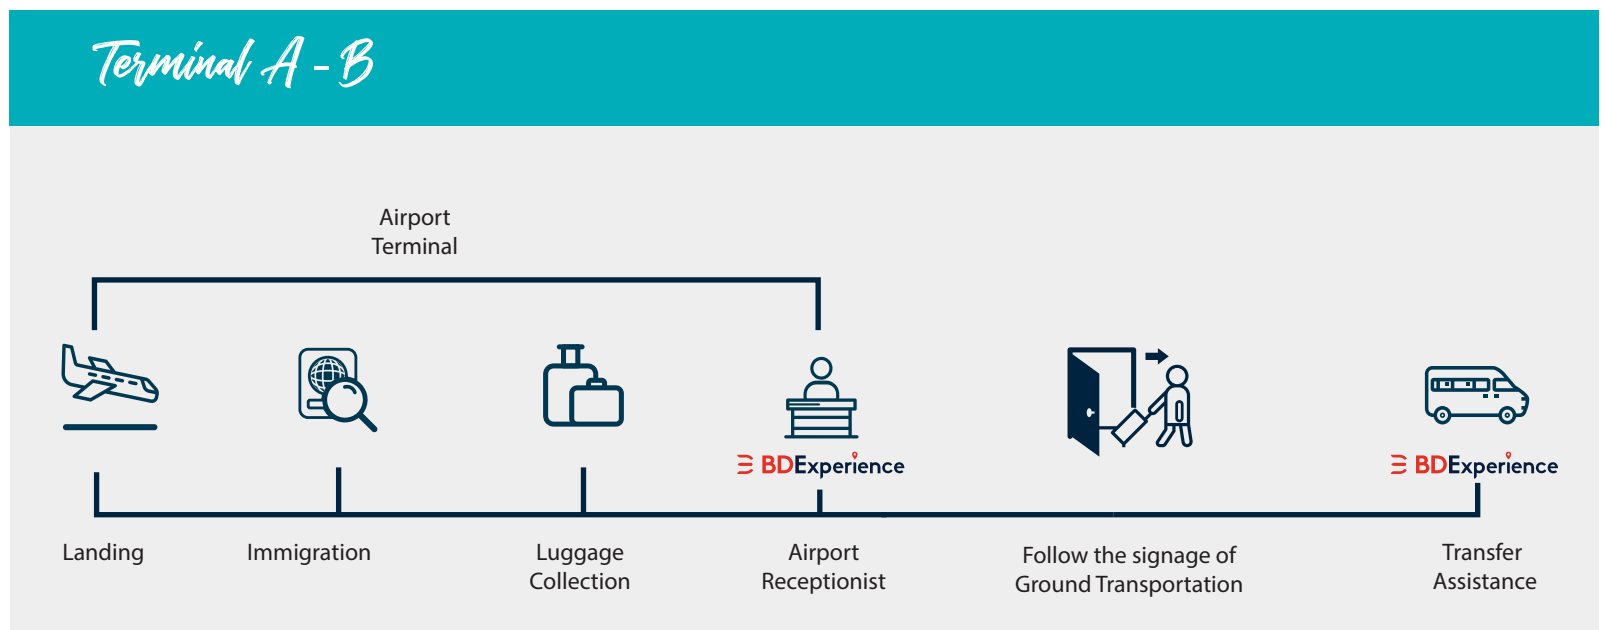 Terminal A - B
Airport
Terminal
BDExperience
BDExperience
Landing
Immigration
Luggage
Collection
Airport
Receptionist
Follow the signage of
Ground Transportation
Transfer
Assistance